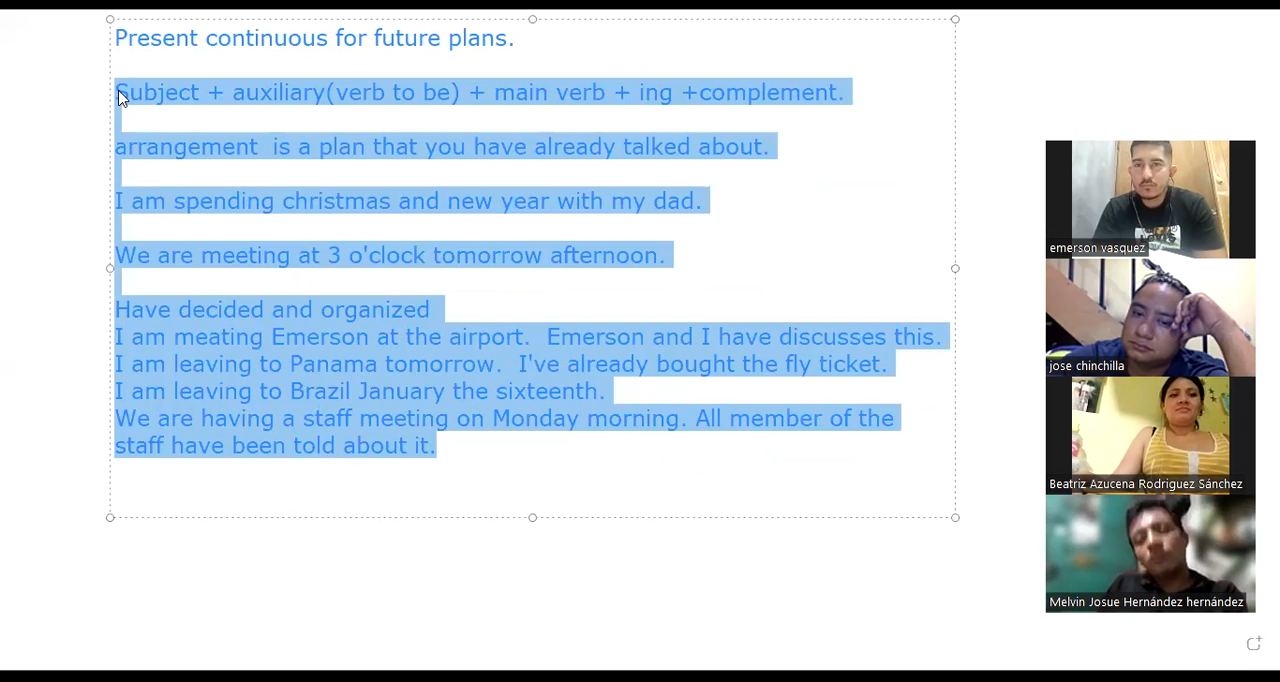 Present continuous for future plans.
Subject + auxiliary(verb to be) + main verb + ing +complement.
arrangement  is a plan that you have already talked about.
I am spending christmas and new year with my dad.
We are meeting at 3 o'clock tomorrow afternoon.
Have decided and organized
I am meating Emerson at the airport.  Emerson and I have discusses this.
I am leaving to Panama tomorrow.  I've already bought the fly ticket.
I am leaving to Brazil January the sixteenth.
We are having a staff meeting on Monday morning. All member of the
staff have been told about it.
emerson vasquez
jose chinchilla
Beatriz Azucena Rodriguez Sánchez
Melvin Josue Hernández hernández